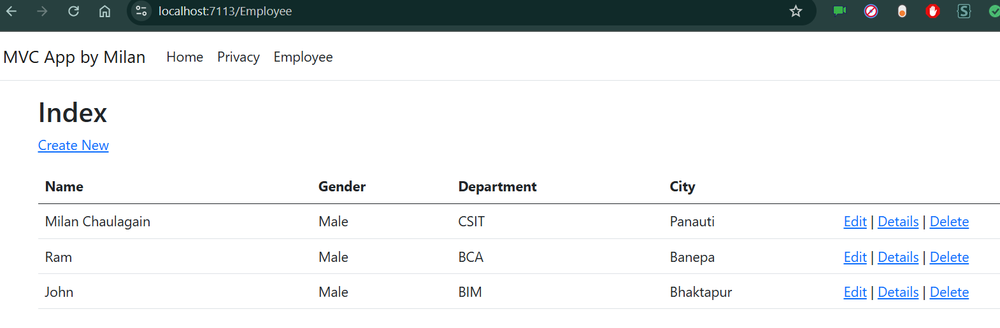 localhost:7113/Employee
MVC App by Milan Home Privacy Employee
Index
Create New
Name Gender Department City
Milan Chaulagain Male CSIT Panauti Edit | Details | Delete
Ram Male BCA Banepa Edit | Details | Delete
John Male BIM Bhaktapur Edit | Details | Delete